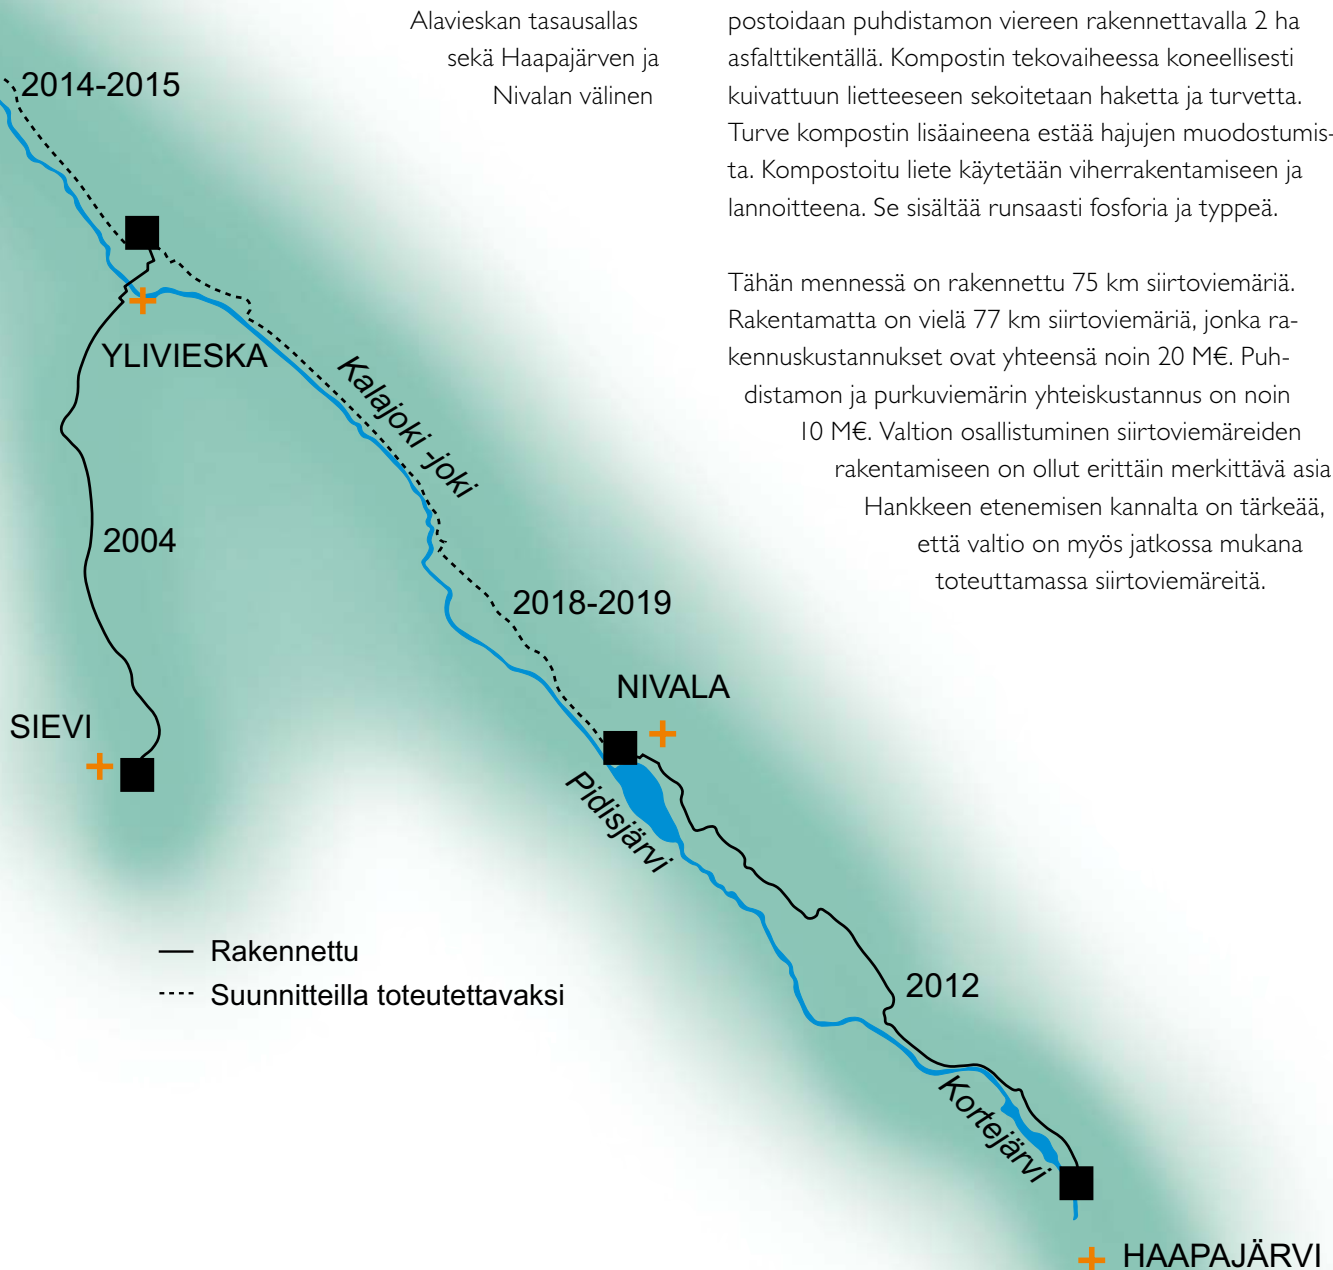 Alavieskan tasausallas
sekä Haapajärven ja
Nivalan välinen
postoidaan puhdistamon viereen rakennettavalla 2 ha
asfalttikentällä. Kompostin tekovaiheessa koneellisesti
kuivattuun lietteeseen sekoitetaan haketta ja turvetta.
Turve kompostin lisäaineena estää hajujen muodostumis-
ta. Kompostoitu liete käytetään viherrakentamiseen ja
lannoitteena. Se sisältää runsaasti fosforia ja typpeä.
Tähän mennessä on rakennettu 75 km siirtoviemäriä.
Rakentamatta on vielä 77 km siirtoviemäriä, jonka ra-
kennuskustannukset ovat yhteensä noin 20 M€. Puh-
distamon ja purkuviemärin yhteiskustannus on noin
10 M€. Valtion osallistuminen siirtoviemäreiden
rakentamiseen on ollut erittäin merkittävä asia
Hankkeen etenemisen kannalta on tärkeää,
että valtio on myös jatkossa mukana
toteuttamassa siirtoviemäreitä.
2014-2015
YLIVIESKA
Kalajoki -joki
2004
2018-2019
NIVALA
SIEVI
Pidisjärvi
Rakennettu
Suunnitteilla toteutettavaksi
2012
Kortejärvi
HAAPAJÄRVI